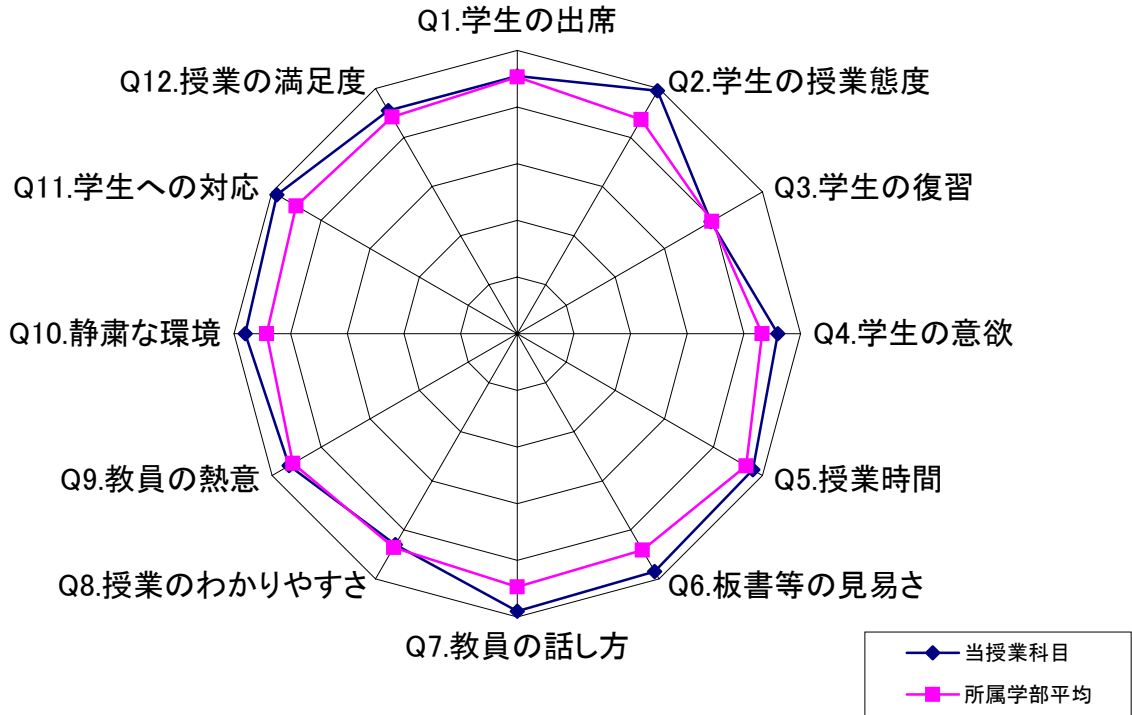 Q1.学生の出席
Q2.学生の授業態度
Q3.学生の復習
Q4.学生の意欲
Q5.授業時間
Q6.板書等の見易さ
Q7.教員の話し方
Q8.授業のわかりやすさ
Q9.教員の熱意
Q10.静粛な環境
Q11.学生への対応
Q12.授業の満足度
当授業科目
所属学部平均